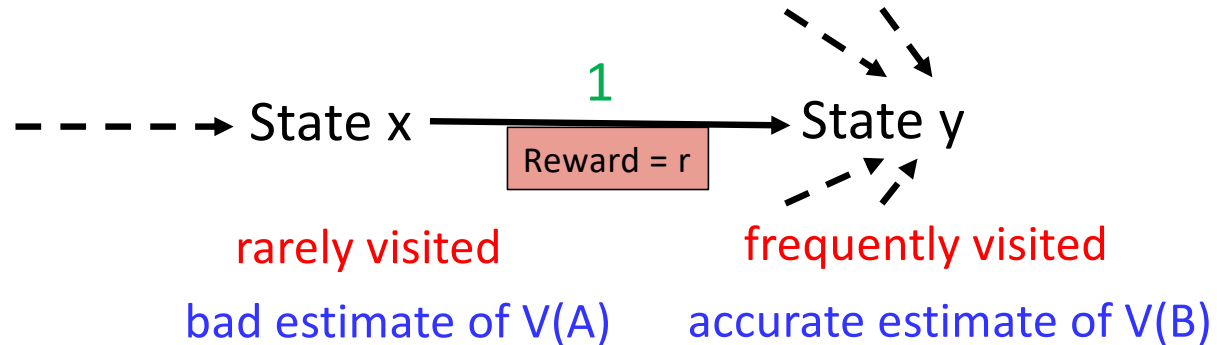 1
State x
State y
Reward = r
rarely visited
frequently visited
bad estimate of V(A)
accurate estimate of V(B)